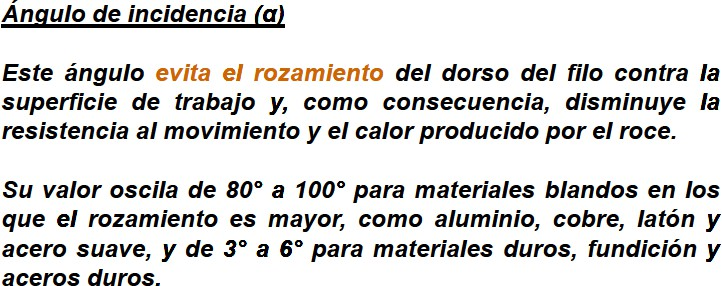 Ángulo de incidencia (α)
Este ángulo evita el rozamiento del dorso del filo contra la
superficie de trabajo y, como consecuencia, disminuye la
resistencia al movimiento y el calor producido por el roce.
Su valor oscila de 80° a 100° para materiales blandos en los
que el rozamiento es mayor, como aluminio, cobre, latón y
acero suave, y de 3° a 6° para materiales duros, fundición y
aceros duros.